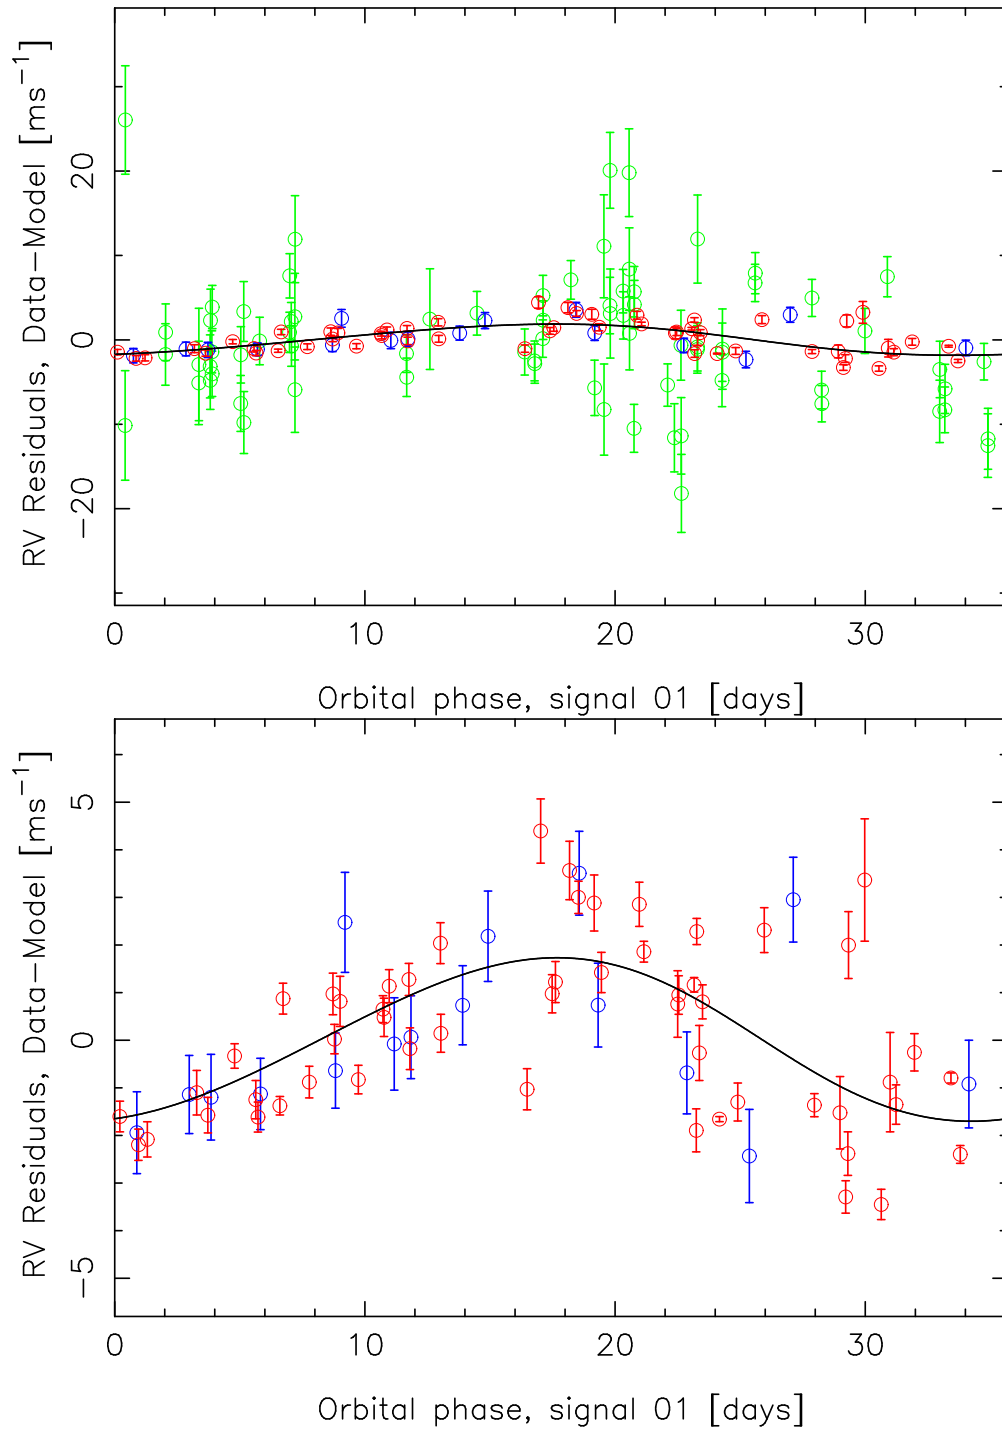 RV Residuals, Data−Model [ms−1]
20
0
−20
0 10 20 30
Orbital phase, signal 01 [days]
RV Residuals, Data−Model [ms−1]
5
0
−5
0 10 20 30
Orbital phase, signal 01 [days]